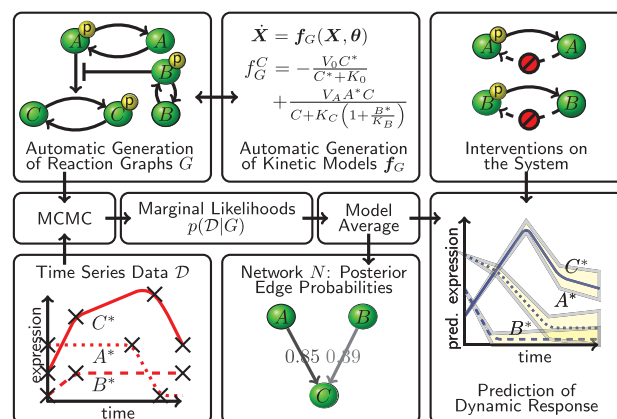 A p A
B p
C C p B
Automatic Generation
of Reaction Graphs G
Ẋ = f_G(X, θ)
f_G^C = − V_0 C* / (C* + K_0)
+ V_A A* C / (C + K_C (1 + B*/K_B))
Automatic Generation
of Kinetic Models f_G
A p A
B p B
Interventions on
the System
MCMC
Marginal Likelihoods
p(D|G)
Model
Average
Time Series Data D
expression
C*
A*
B*
time
Network N: Posterior
Edge Probabilities
A B
0.85 0.39
C
pred. expression
C*
A*
B*
time
Prediction of
Dynamic Response